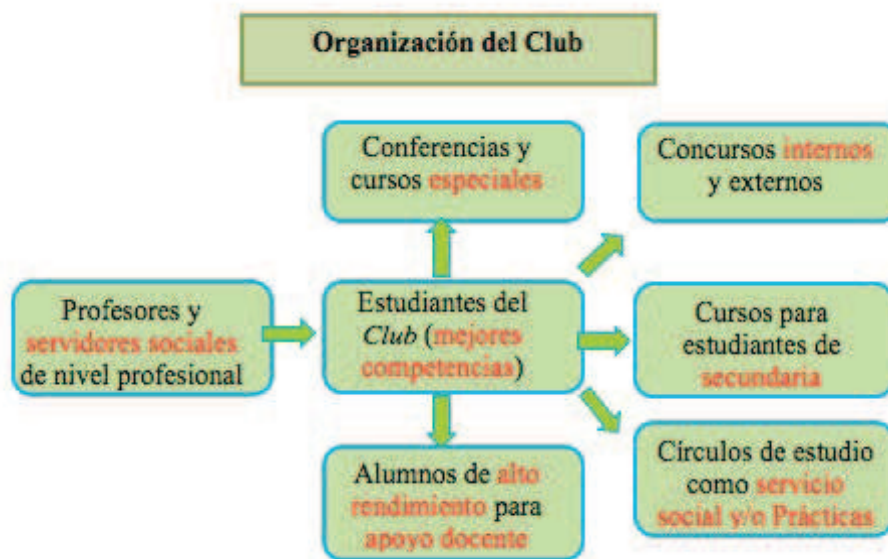 Organización del Club
Conferencias y
cursos especiales
Concursos internos
y externos
Profesores y
servidores sociales
de nivel profesional
Estudiantes del
Club (mejores
competencias)
Cursos para
estudiantes de
secundaria
Alumnos de alto
rendimiento para
apoyo docente
Círculos de estudio
como servicio
social y/o Prácticas